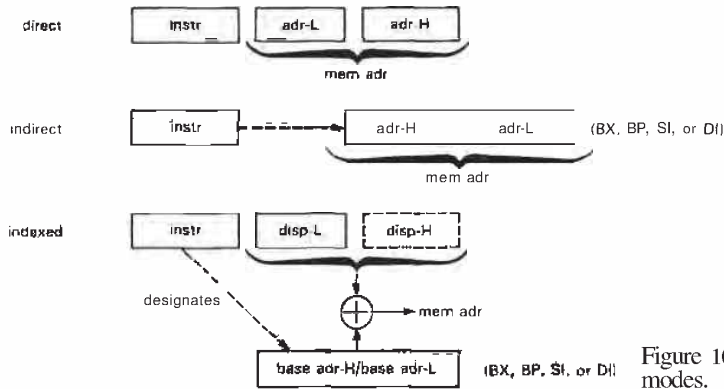 direct instr adr-L adr-H
mem adr
indirect instr adr-H adr-L (BX, BP, SI, or DI)
mem adr
indexed instr disp-L disp-H
designates
mem adr
base adr-H/base adr-L (BX, BP, SI, or DI)
Figure 10
modes.